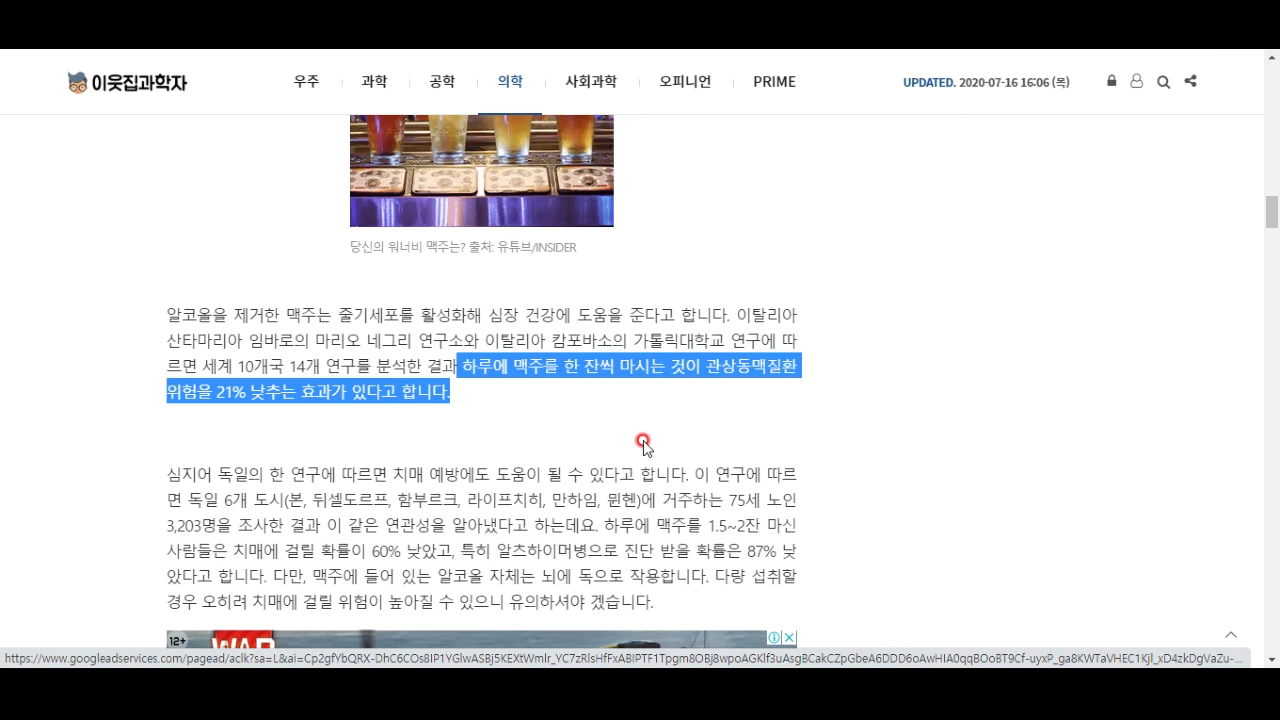 이웃집과학자
우주 과학 공학 의학 사회과학 오피니언 PRIME
UPDATED. 2020-07-16 16:06 (목)
당신의 워너비 맥주는? 출처: 유튜브/INSIDER
알코올을 제거한 맥주는 줄기세포를 활성화해 심장 건강에 도움을 준다고 합니다. 이탈리아
산타마리아 임바로의 마리오 네그리 연구소와 이탈리아 캄포바소의 가톨릭대학교 연구에 따
르면 세계 10개국 14개 연구를 분석한 결과 하루에 맥주를 한 잔씩 마시는 것이 관상동맥질환
위험을 21% 낮추는 효과가 있다고 합니다.
심지어 독일의 한 연구에 따르면 치매 예방에도 도움이 될 수 있다고 합니다. 이 연구에 따르
면 독일 6개 도시(본, 뒤셀도르프, 함부르크, 라이프치히, 만하임, 뮌헨)에 거주하는 75세 노인
3,203명을 조사한 결과 이 같은 연관성을 알아냈다고 하는데요. 하루에 맥주를 1.5~2잔 마신
사람들은 치매에 걸릴 확률이 60% 낮았고, 특히 알츠하이머병으로 진단 받을 확률은 87% 낮
았다고 합니다. 다만, 맥주에 들어 있는 알코올 자체는 뇌에 독으로 작용합니다. 다량 섭취할
경우 오히려 치매에 걸릴 위험이 높아질 수 있으니 유의하셔야 겠습니다.
12+ WAR